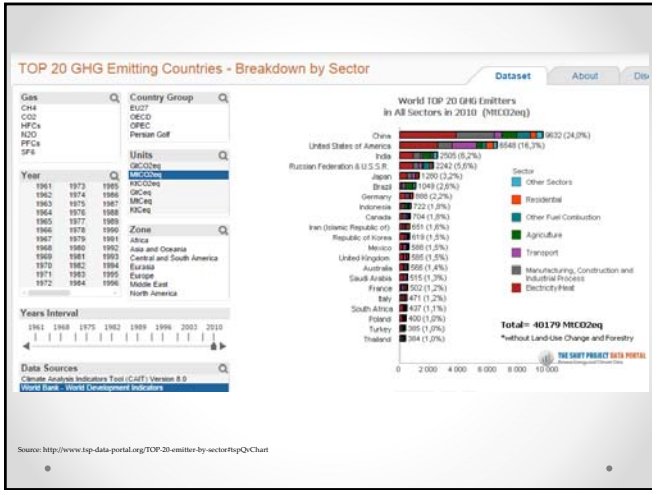 TOP 20 GHG Emitting Countries - Breakdown by Sector
Dataset
About
Gas
CH4
CO2
HFCs
N2O
PFCs
SF6
Country Group
EU27
OECD
OPEC
Persian Golf
Units
GtCO2eq
MtCO2eq
KtCO2eq
GtCeq
MtCeq
KtCeq
Year
1961 1973 1985
1962 1974 1986
1963 1975 1987
1964 1976 1988
1965 1977 1989
1966 1978 1990
1967 1979 1991
1968 1980 1992
1969 1981 1993
1970 1982 1994
1971 1983 1995
1972 1984 1996
Zone
Africa
Asia and Oceania
Central and South America
Eurasia
Europe
Middle East
North America
Years Interval
1961 1968 1975 1982 1989 1996 2003 2010
Data Sources
Climate Analysis Indicators Tool (CAIT) Version 8.0
World Bank - World Development Indicators
World TOP 20 GHG Emitters
in All Sectors in 2010 (MtCO2eq)
China 9632 (24,0%)
United States of America 6548 (16,3%)
India 2505 (6,2%)
Russian Federation & U.S.S.R. 2242 (5,6%)
Japan 1280 (3,2%)
Brazil 1049 (2,6%)
Germany (2,2%)
Indonesia 722 (1,8%)
Canada 704 (1,8%)
Iran (Islamic Republic of) 651 (1,6%)
Republic of Korea 619 (1,5%)
Mexico (1,5%)
United Kingdom (1,5%)
Australia (1,4%)
Saudi Arabia 515 (1,3%)
France 502 (1,2%)
Italy 471 (1,2%)
South Africa 437 (1,1%)
Poland 400 (1,0%)
Turkey (1,0%)
Thailand 384 (1,0%)
0 2 000 4 000 6 000 8 000 10 000
Sector
Other Sectors
Residential
Other Fuel Combustion
Agriculture
Transport
Manufacturing, Construction and
Industrial Process
Electricity/Heat
Total= 40179 MtCO2eq
*without Land-Use Change and Forestry
THE SHIFT PROJECT DATA PORTAL
Source: http://www.tsp-data-portal.org/TOP-20-emitter-by-sector#tspQvChart